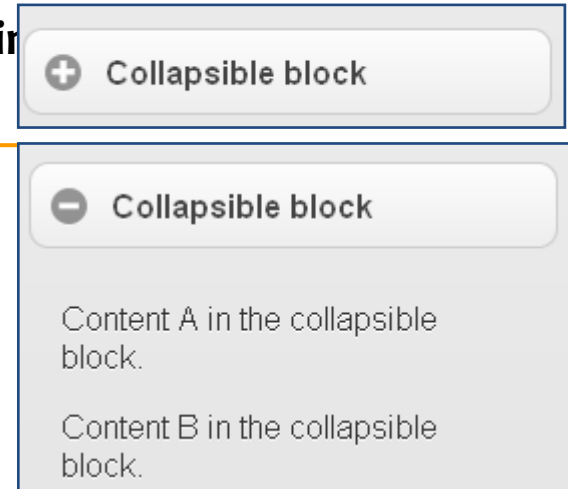 Collapsible block
Collapsible block
Content A in the collapsible
block.
Content B in the collapsible
block.